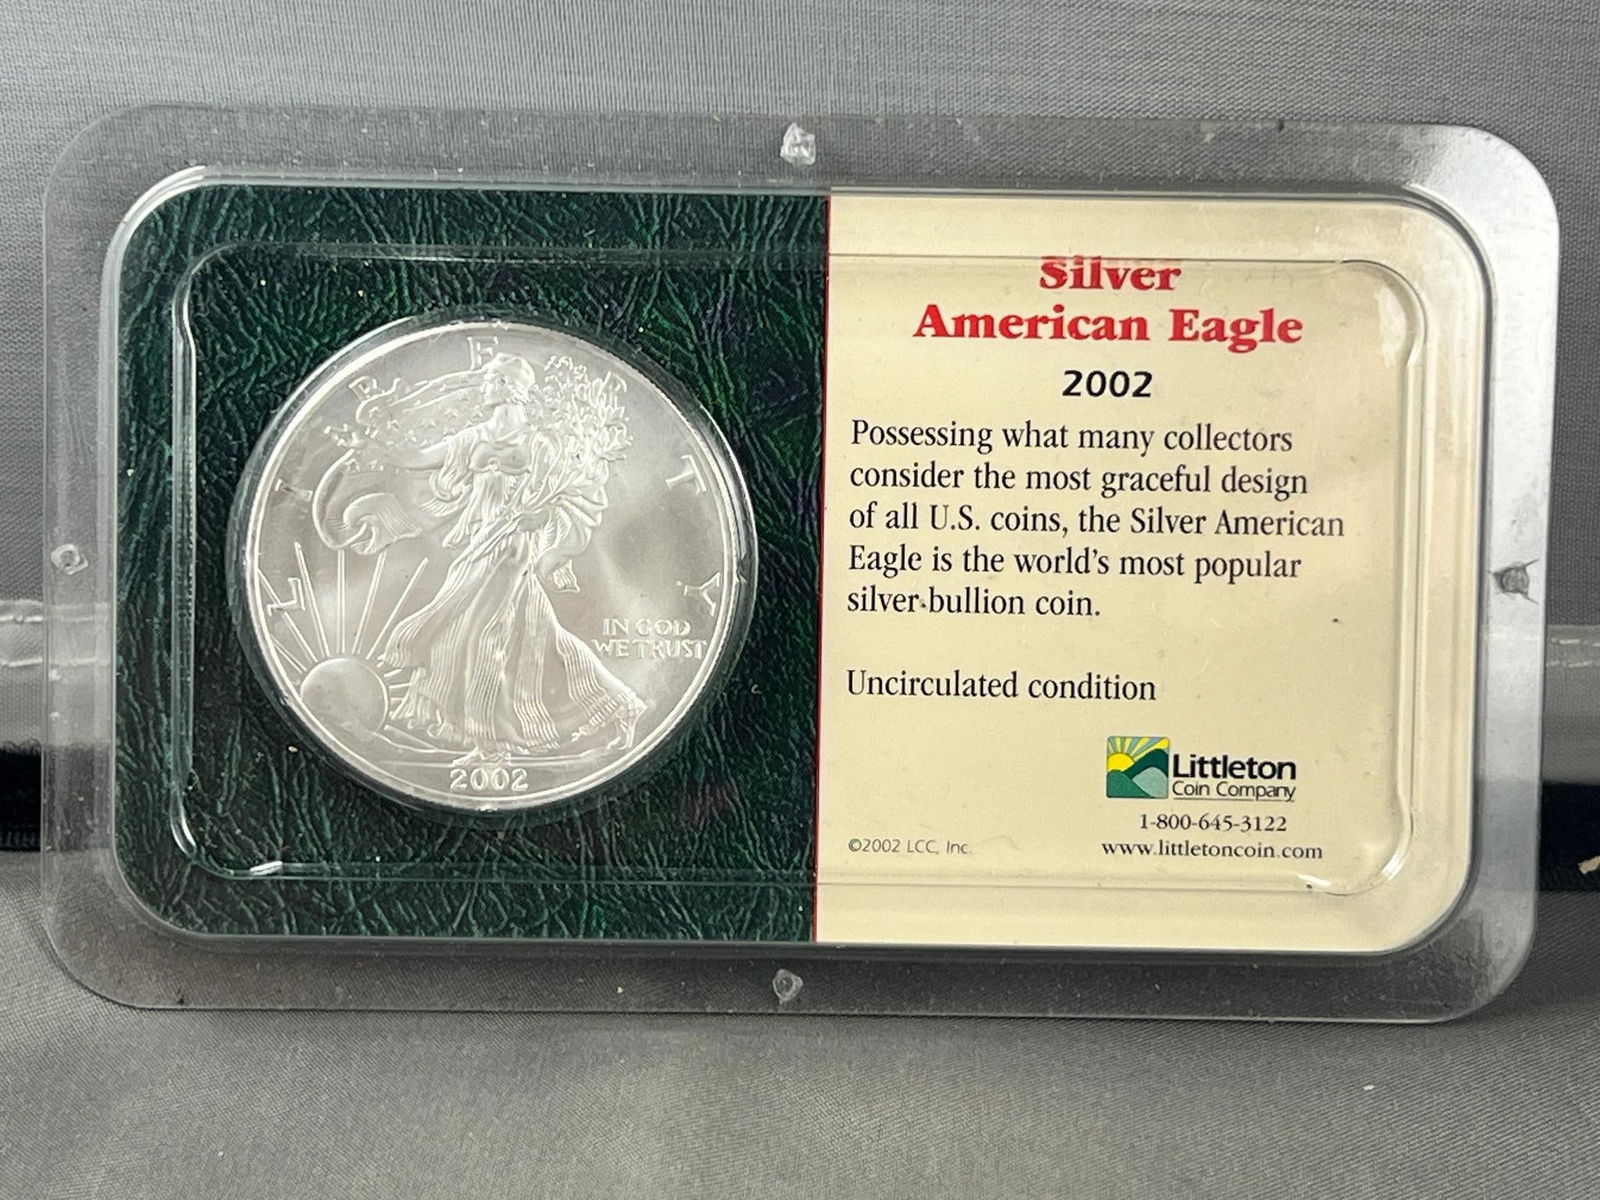 LIBERTY
IN GOD
WE TRUST
2002
Silver
American Eagle
2002
Possessing what many collectors
consider the most graceful design
of all U.S. coins, the Silver American
Eagle is the world's most popular
silver bullion coin.
Uncirculated condition
Littleton
Coin Company
1-800-645-3122
©2002 LCC, Inc.
www.littletoncoin.com